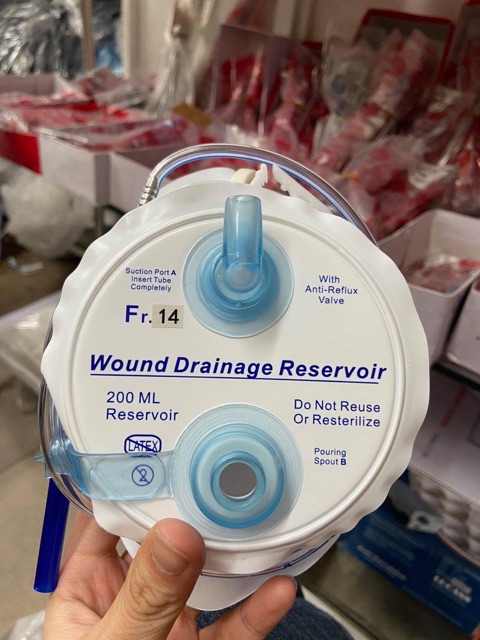 Suction Port A
Insert Tube
Completely
With
Anti-Reflux
Valve
Fr. 14
Wound Drainage Reservoir
200 ML
Reservoir
Do Not Reuse
Or Resterilize
LATEX
2
Pouring
Spout B